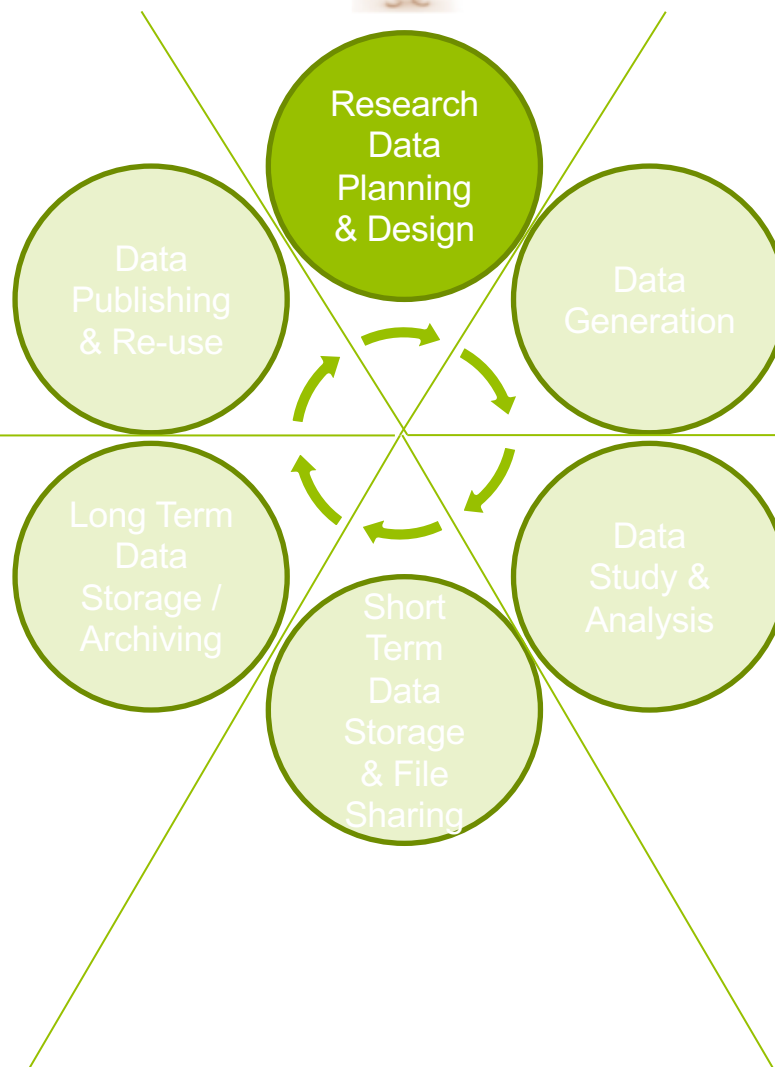 Research
Data
Planning
& Design
Data
Generation
Data
Study &
Analysis
Short
Term
Data
Storage
& File
Sharing
Long Term
Data
Storage /
Archiving
Data
Publishing
& Re-use